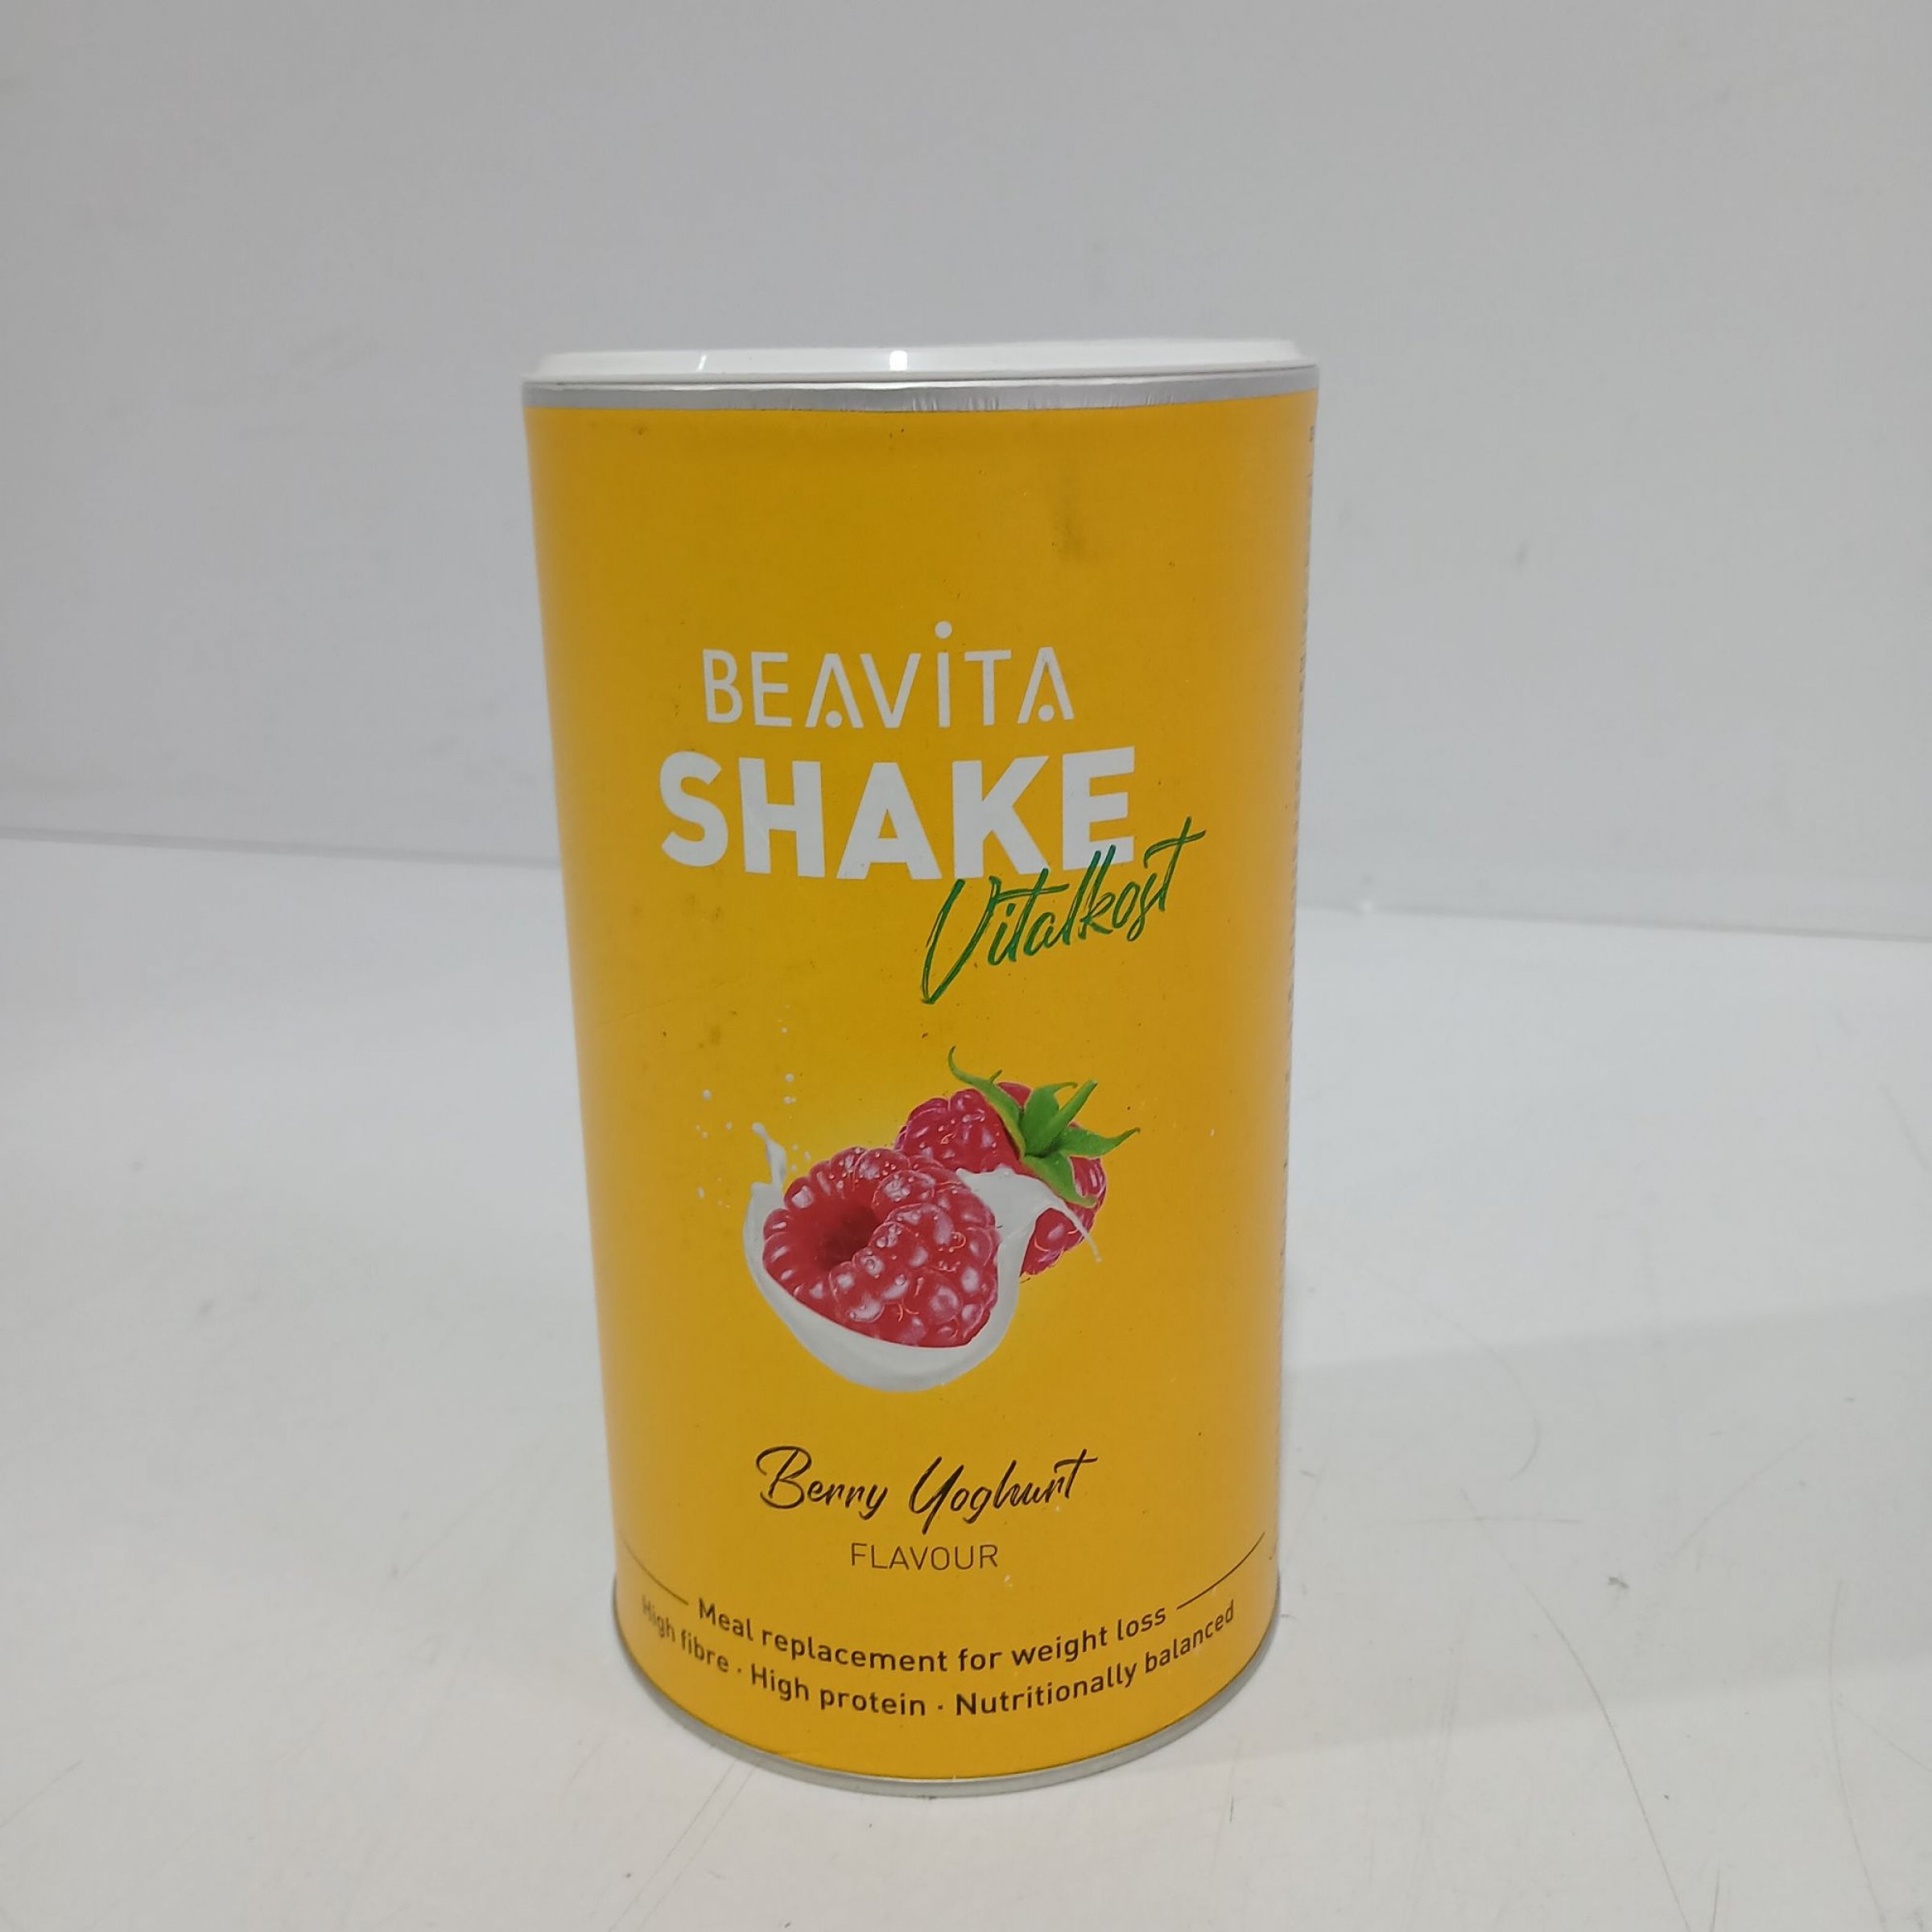 BEAVITA
SHAKE
Vitalkost
Berry Yoghurt
FLAVOUR
Meal replacement for weight loss
High fibre · High protein · Nutritionally balanced